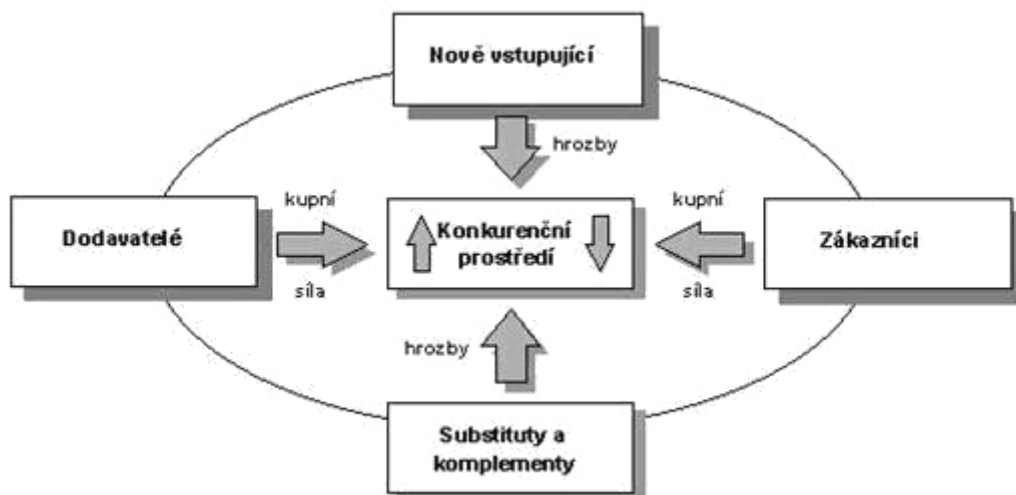 Nově vstupující
hrozby
Dodavatelé
kupní
síla
Konkurenční
prostředí
kupní
síla
Zákazníci
hrozby
Substituty a
komplementy